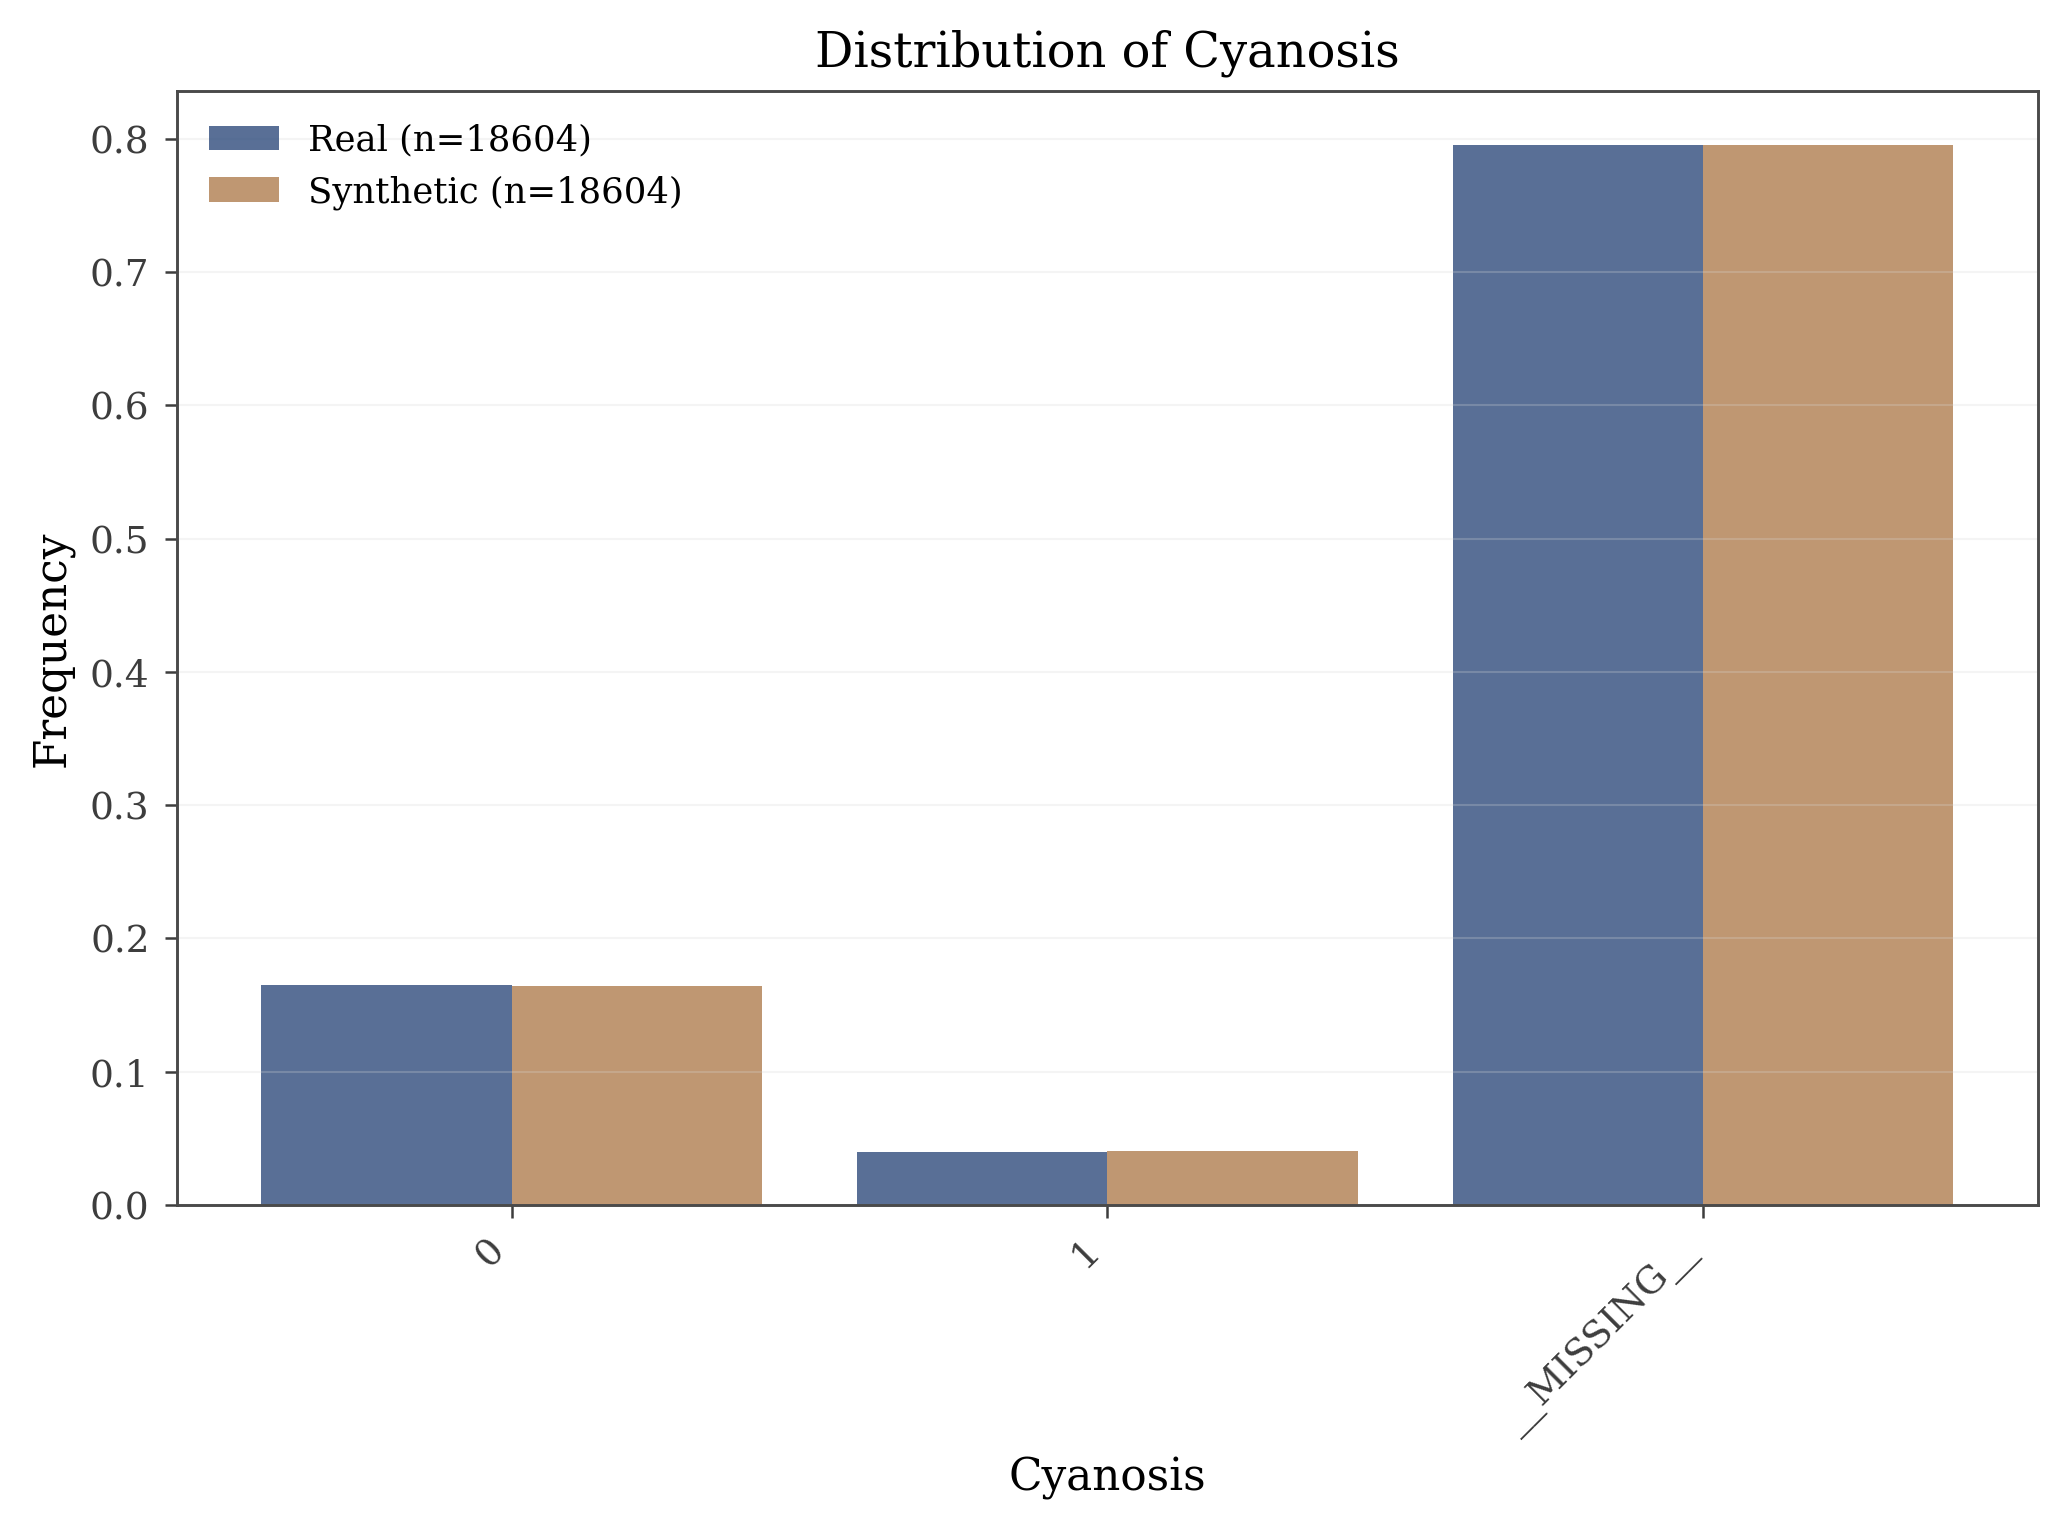 Distribution of Cyanosis
Real (n=18604)
Synthetic (n=18604)
Frequency
0.8
0.7
0.6
0.5
0.4
0.3
0.2
0.1
0.0
0
1
__MISSING__
Cyanosis